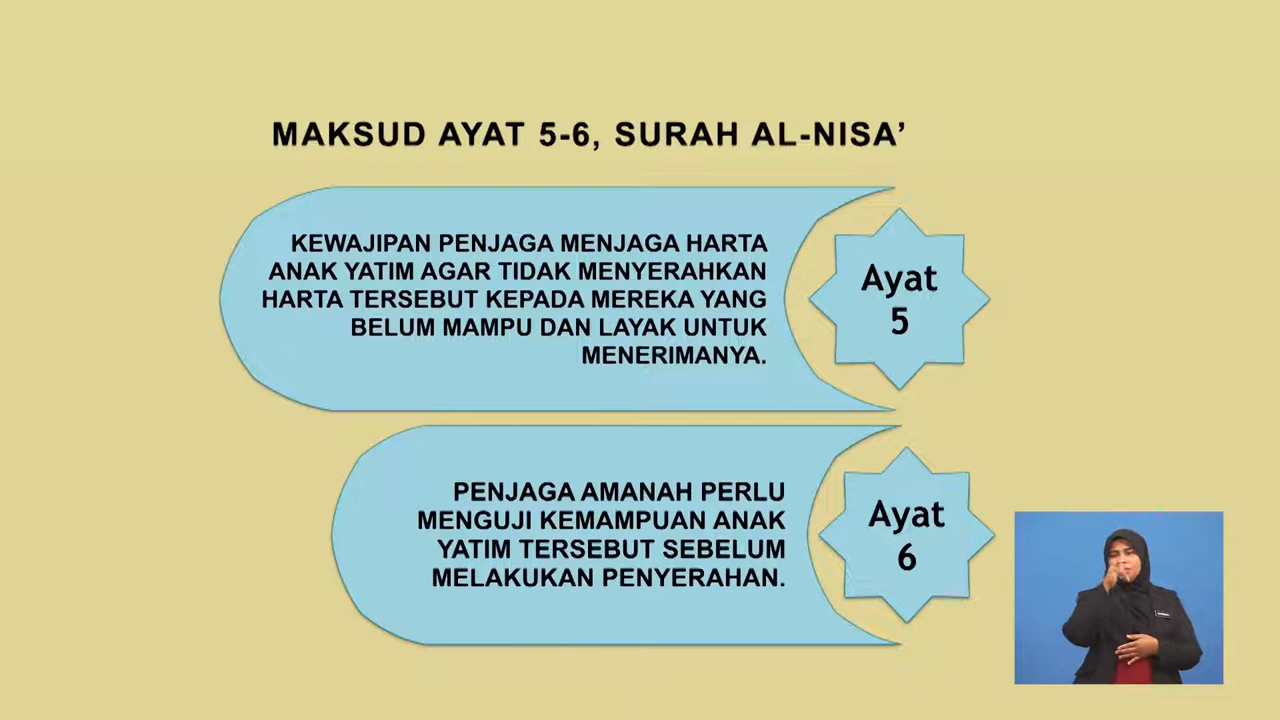 MAKSUD AYAT 5-6, SURAH AL-NISA’
KEWAJIPAN PENJAGA MENJAGA HARTA
ANAK YATIM AGAR TIDAK MENYERAHKAN
HARTA TERSEBUT KEPADA MEREKA YANG
BELUM MAMPU DAN LAYAK UNTUK
MENERIMANYA.
Ayat
5
PENJAGA AMANAH PERLU
MENGUJI KEMAMPUAN ANAK
YATIM TERSEBUT SEBELUM
MELAKUKAN PENYERAHAN.
Ayat
6